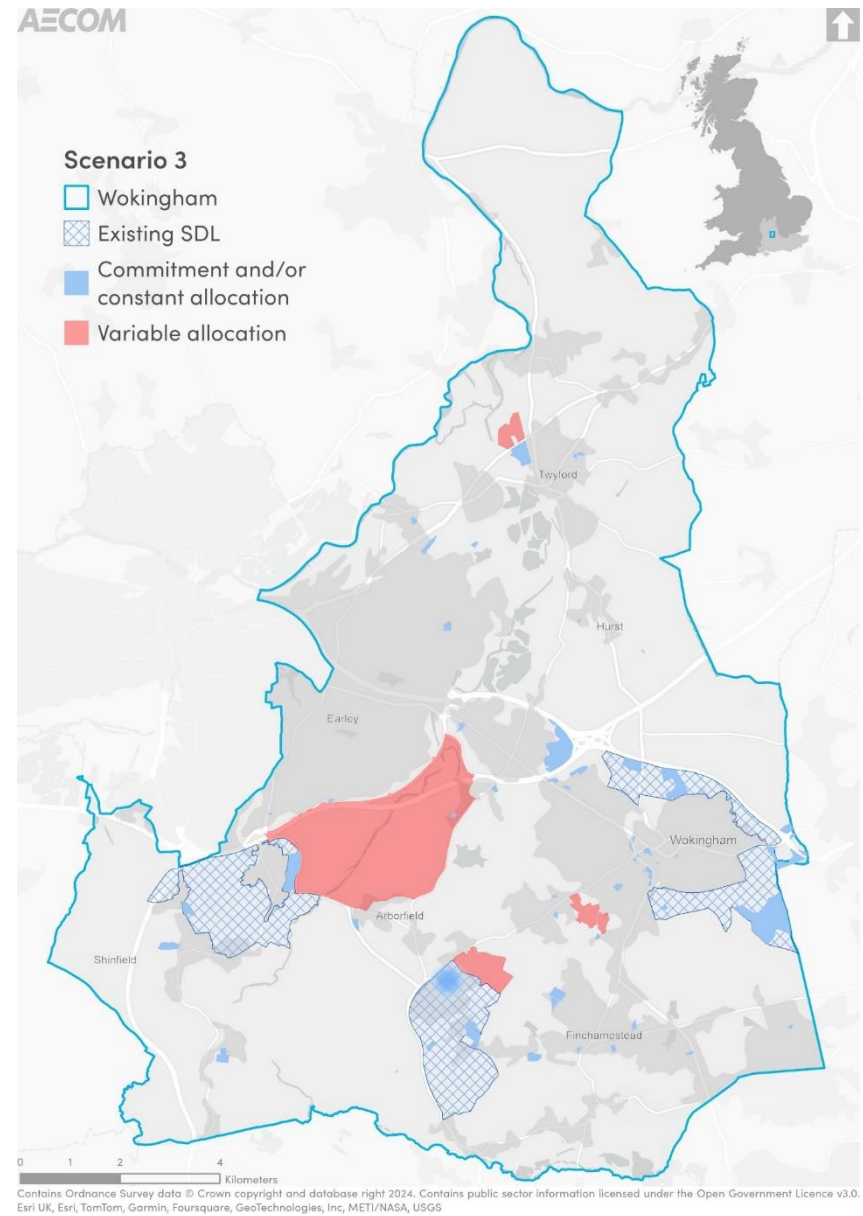 AECOM
Scenario 3
Wokingham
Existing SDL
Commitment and/or
constant allocation
Variable allocation
Twyford
Hurst
Earley
Wokingham
Arborfield
Shinfield
Finchampstead
0 1 2 4
Kilometers
Contains Ordnance Survey data © Crown copyright and database right 2024. Contains public sector information licensed under the Open Government Licence v3.0.
Esri UK, Esri, TomTom, Garmin, Foursquare, GeoTechnologies, Inc, METI/NASA, USGS